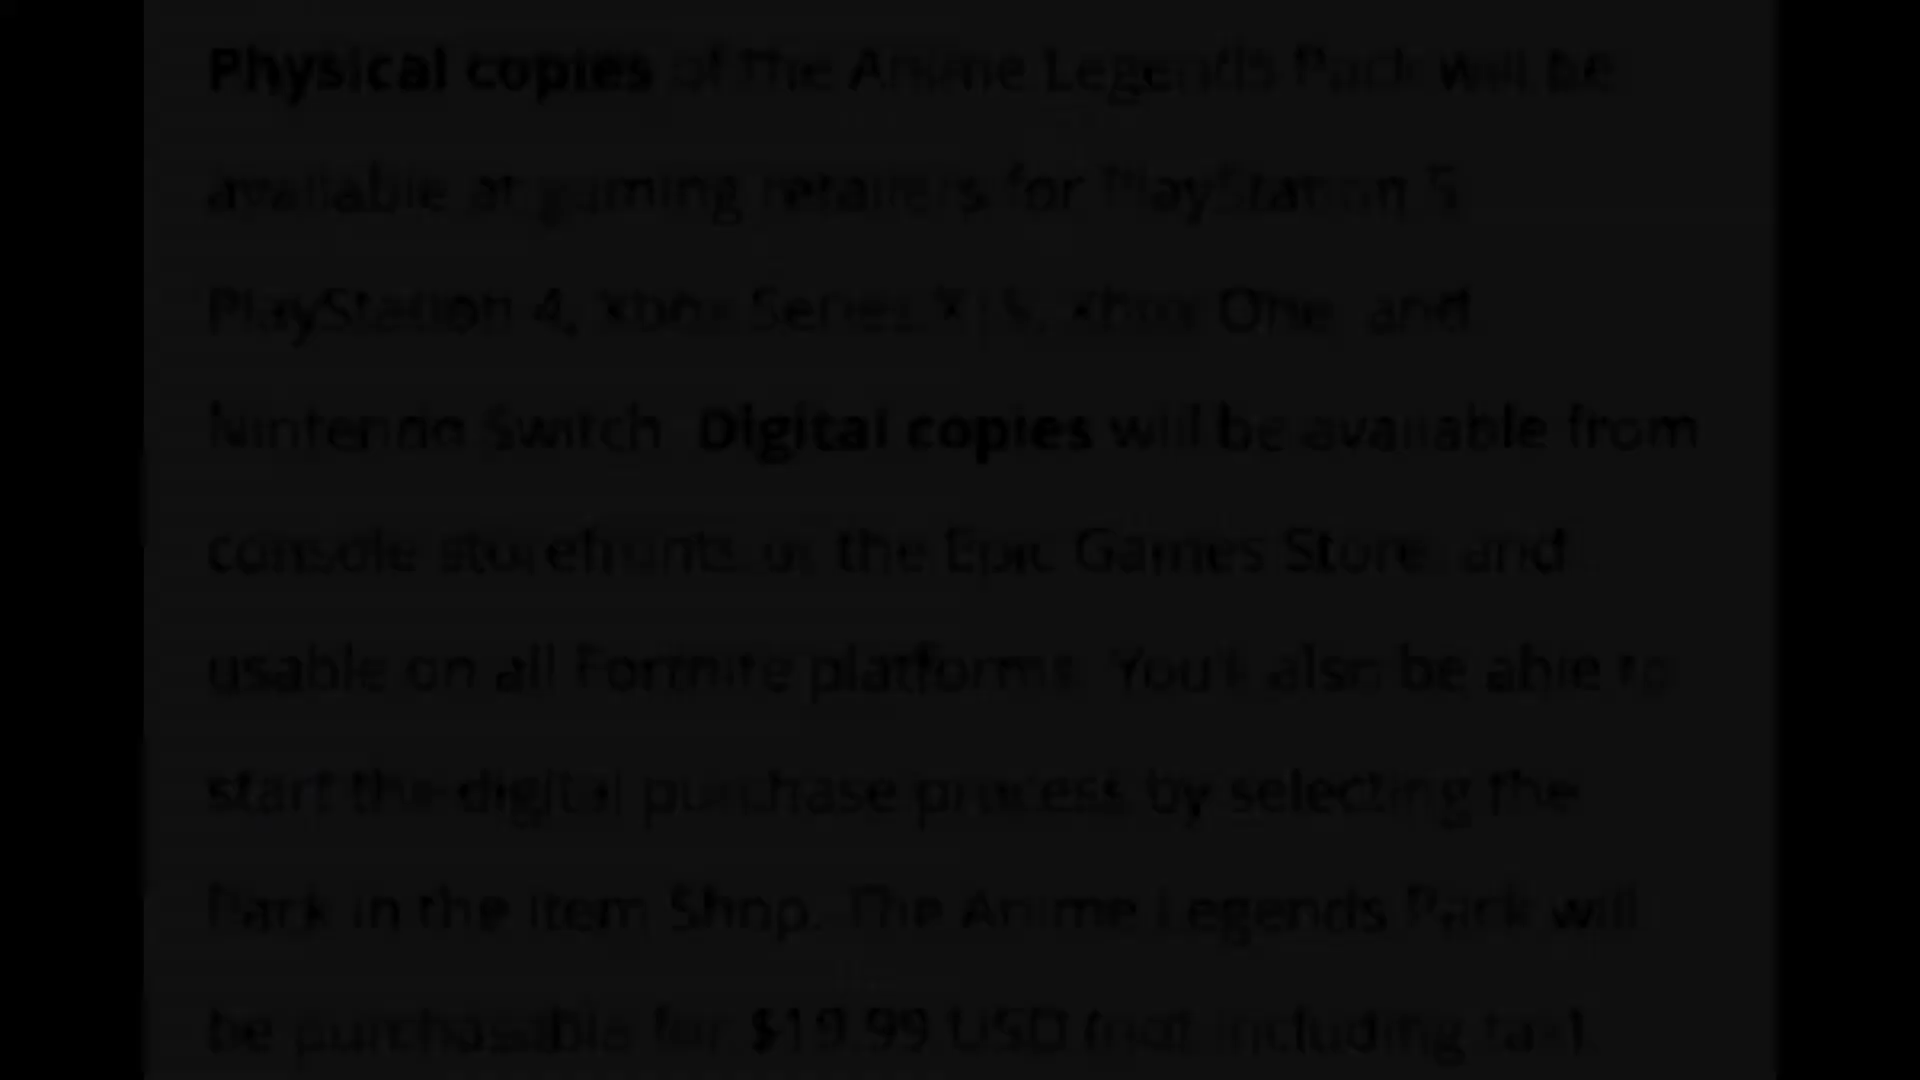 Physical copies of the Anime Legends Pack will be
available at gaming retailers for PlayStation 5,
PlayStation 4, Xbox Series X|S, Xbox One, and
Nintendo Switch. Digital copies will be available from
console storefronts or the Epic Games Store, and
usable on all Fortnite platforms. You'll also be able to
start the digital purchase process by selecting the
Pack in the Item Shop. The Anime Legends Pack will
be purchasable for $19.99 USD (not including tax).